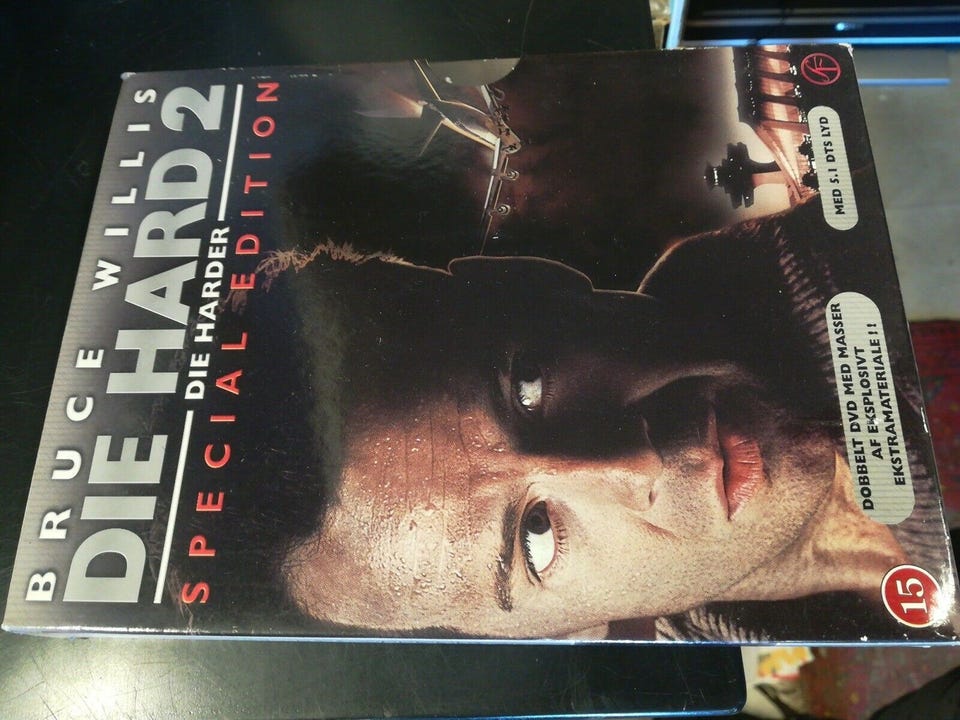 BRUCE WILLIS
DIE HARD 2
DIE HARDER
SPECIAL EDITION
DOBBELT DVD MED MASSER
AF EKSPLOSIVT
EKSTRAMATERIALE!!
MED 5.1 DTS LYD
15
SF